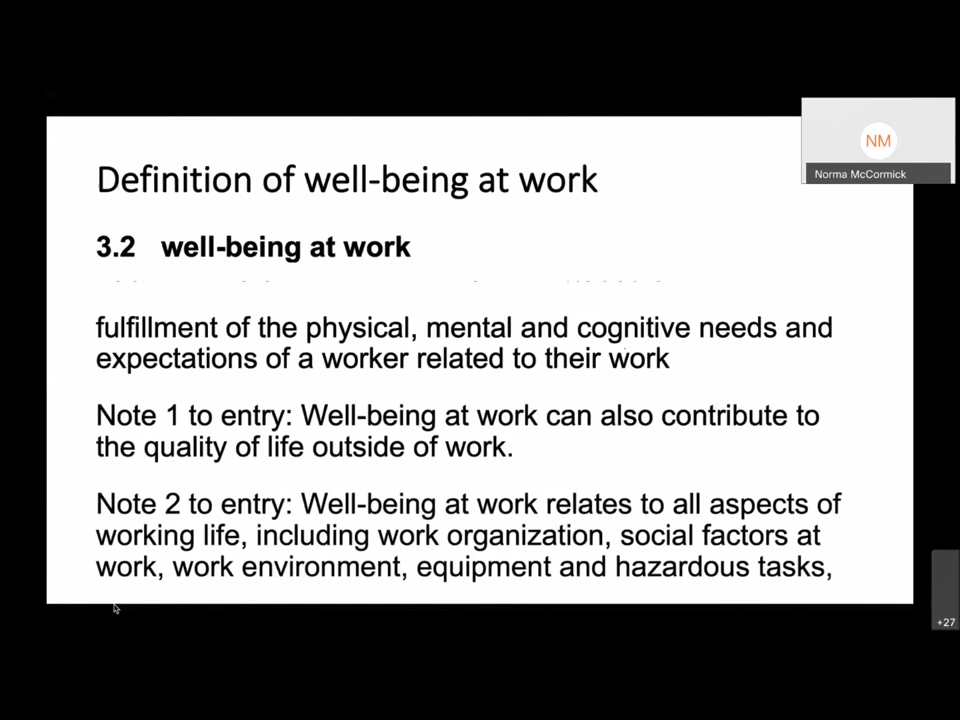 Definition of well-being at work
NM
Norma McCormick
3.2 well-being at work
fulfillment of the physical, mental and cognitive needs and
expectations of a worker related to their work
Note 1 to entry: Well-being at work can also contribute to
the quality of life outside of work.
Note 2 to entry: Well-being at work relates to all aspects of
working life, including work organization, social factors at
work, work environment, equipment and hazardous tasks,
+27